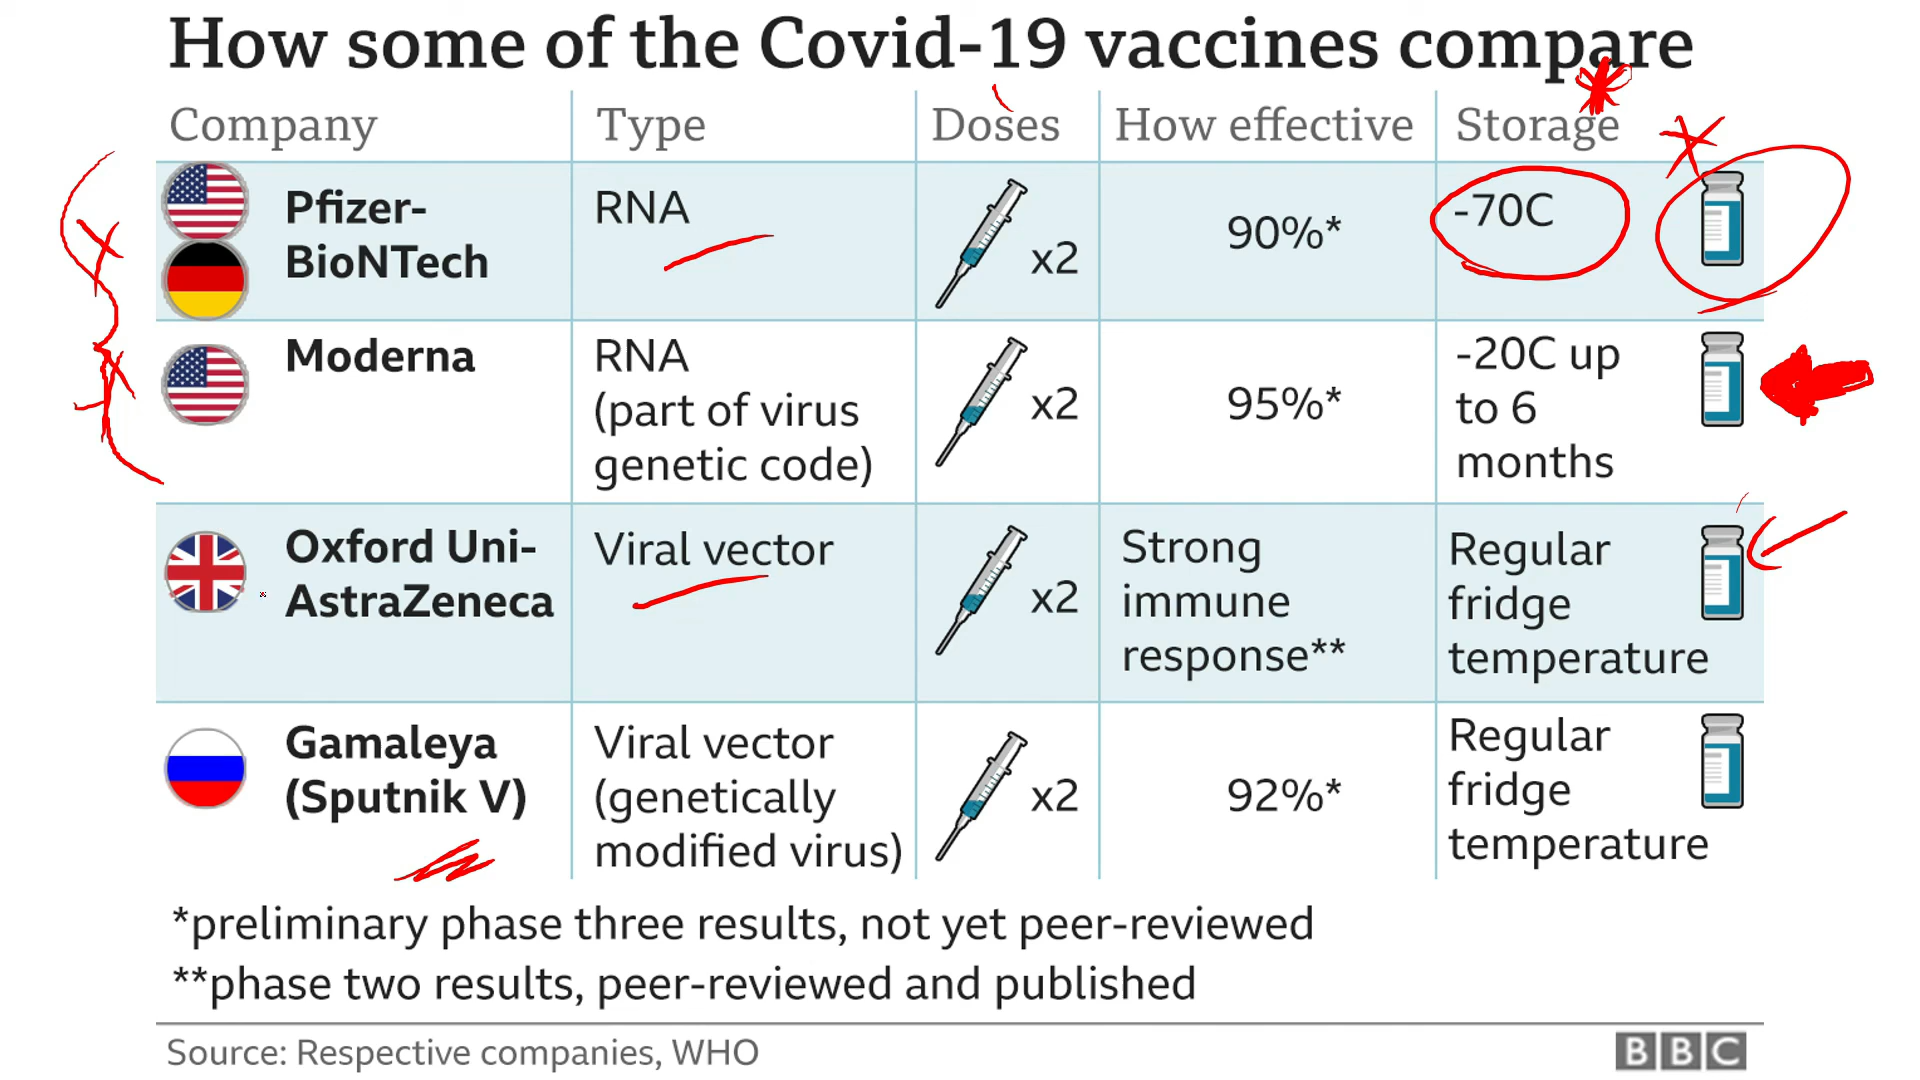 How some of the Covid-19 vaccines compare
Company Type Doses How effective Storage
Pfizer-
BioNTech
RNA
x2
90%*
-70C
Moderna
RNA
(part of virus
genetic code)
x2
95%*
-20C up
to 6
months
Oxford Uni-
AstraZeneca
Viral vector
x2
Strong
immune
response**
Regular
fridge
temperature
Gamaleya
(Sputnik V)
Viral vector
(genetically
modified virus)
x2
92%*
Regular
fridge
temperature
*preliminary phase three results, not yet peer-reviewed
**phase two results, peer-reviewed and published
Source: Respective companies, WHO
BBC